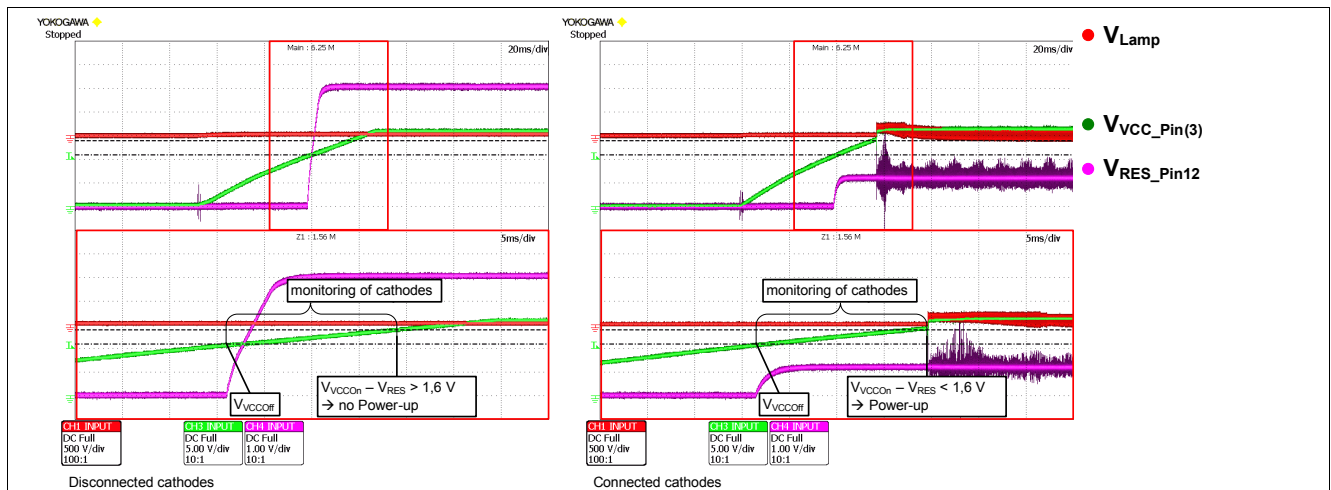 YOKOGAWA
Stopped
Main : 6.25 M
20ms/div
Z1 : 1.56 M
5ms/div
monitoring of cathodes
VVCCOn – VRES > 1,6 V
→ no Power-up
VVCCOff
CH1 INPUT
DC Full
500 V/div
100:1
CH3 INPUT
DC Full
5.00 V/div
10:1
CH4 INPUT
DC Full
1.00 V/div
10:1
Disconnected cathodes
YOKOGAWA
Stopped
Main : 6.25 M
20ms/div
Z1 : 1.56 M
5ms/div
monitoring of cathodes
VVCCOn – VRES < 1,6 V
→ Power-up
VVCCOff
CH1 INPUT
DC Full
500 V/div
100:1
CH3 INPUT
DC Full
5.00 V/div
10:1
CH4 INPUT
DC Full
1.00 V/div
10:1
Connected cathodes
VLamp
VVCC_Pin(3)
VRES_Pin12